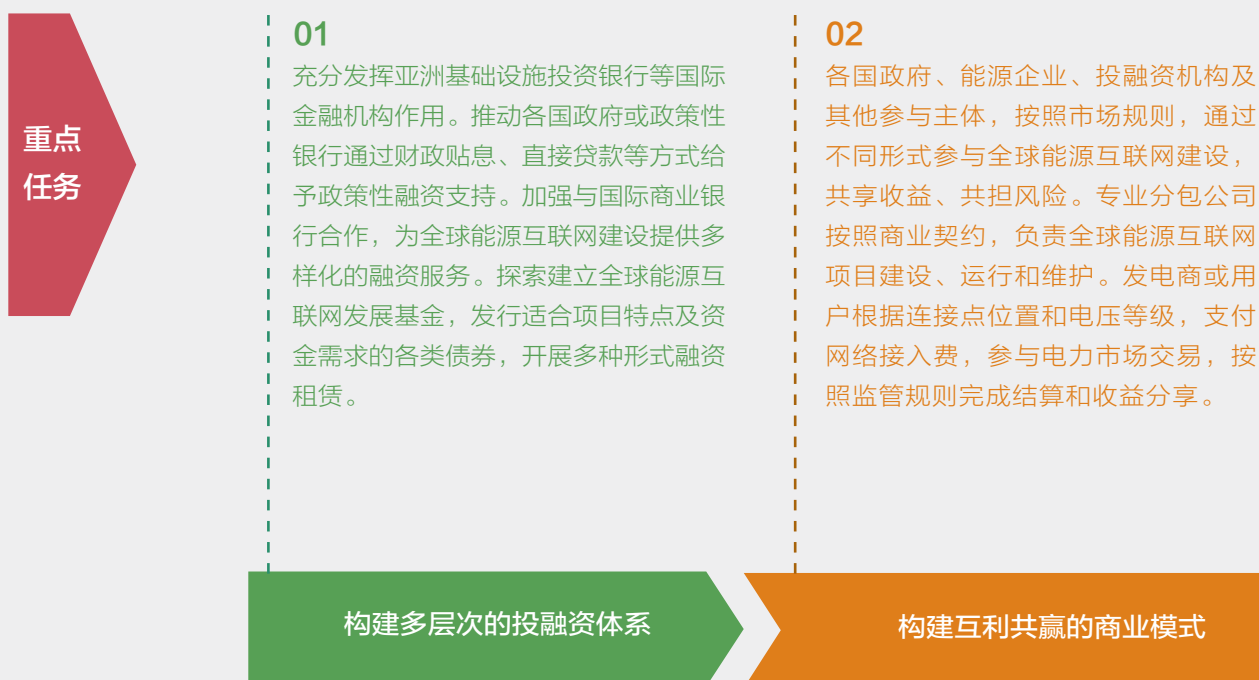 重点
任务
01
充分发挥亚洲基础设施投资银行等国际
金融机构作用。推动各国政府或政策性
银行通过财政贴息、直接贷款等方式给
予政策性融资支持。加强与国际商业银
行合作，为全球能源互联网建设提供多
样化的融资服务。探索建立全球能源互
联网发展基金，发行适合项目特点及资
金需求的各类债券，开展多种形式融资
租赁。
构建多层次的投融资体系
02
各国政府、能源企业、投融资机构及
其他参与主体，按照市场规则，通过
不同形式参与全球能源互联网建设，
共享收益、共担风险。专业分包公司
按照商业契约，负责全球能源互联网
项目建设、运行和维护。发电商或用
户根据连接点位置和电压等级，支付
网络接入费，参与电力市场交易，按
照监管规则完成结算和收益分享。
构建互利共赢的商业模式